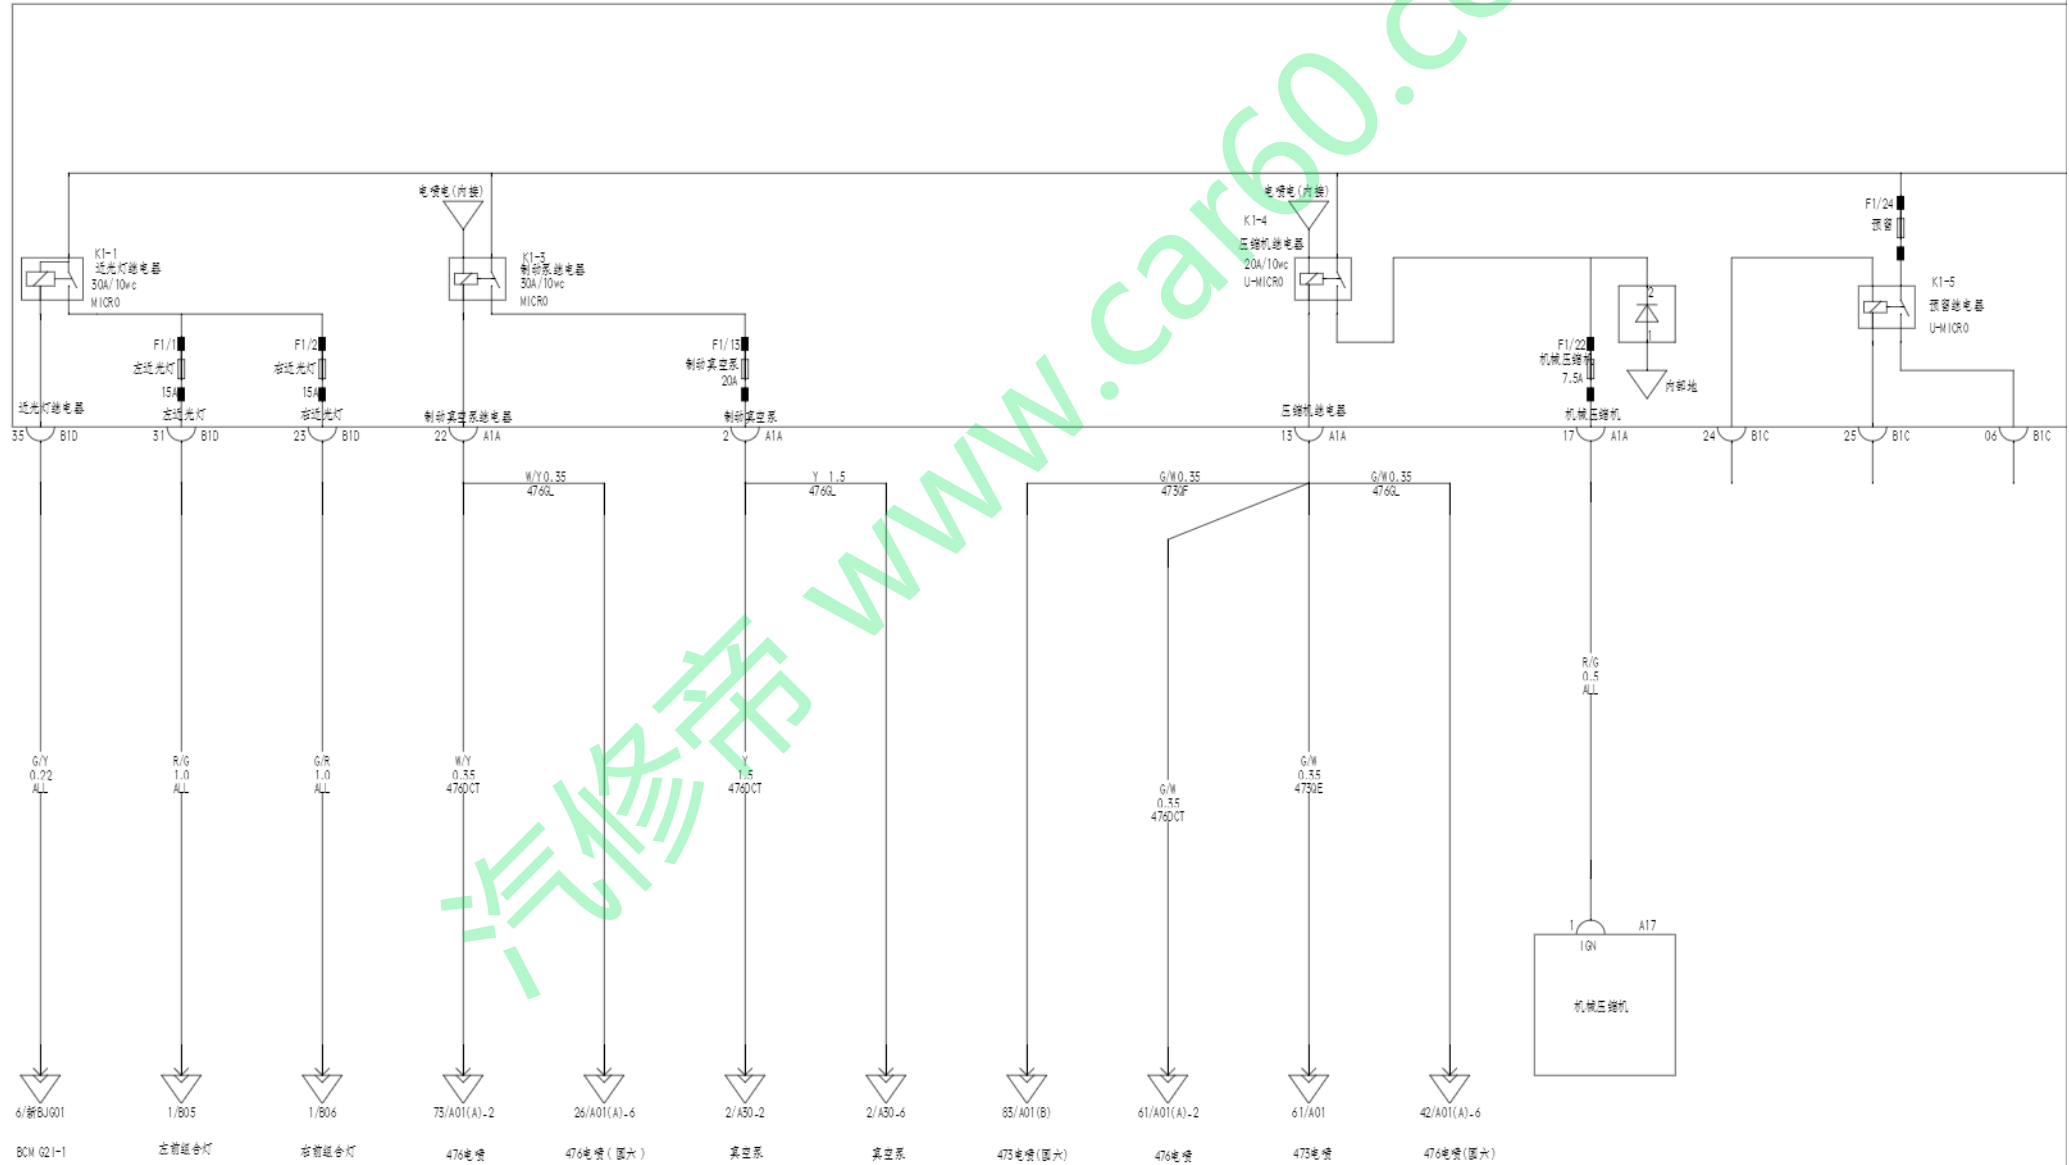 电喷电(内接)
电喷电(内接)
K1-1
近光灯继电器
30A/10wc
MICRO
K1-3
制动泵继电器
30A/10wc
MICRO
K1-4
压缩机继电器
20A/10wc
U-MICRO
F1/24
预留
K1-5
预留继电器
U-MICRO
2
1
内部地
F1/1
左近光灯
15A
F1/2
右近光灯
15A
F1/13
制动真空泵
20A
F1/22
机械压缩机
7.5A
近光灯继电器
左近光灯
右近光灯
制动真空泵继电器
制动真空泵
压缩机继电器
机械压缩机
35 B1D
31 B1D
23 B1D
22 A1A
2 A1A
13 A1A
17 A1A
24 B1C
25 B1C
06 B1C
W/Y0.35
476GL
Y 1.5
476GL
G/W0.35
473QF
G/W0.35
476GL
G/Y
0.22
ALL
R/G
1.0
ALL
G/R
1.0
ALL
W/Y
0.35
476DCT
Y
1.5
476DCT
G/W
0.35
476DCT
G/W
0.35
473QE
R/G
0.5
ALL
1
A17
IGN
机械压缩机
6/新BJG01
BCM G2I-1
1/B05
左前组合灯
1/B06
右前组合灯
73/A01(A)-2
476电喷
26/A01(A)-6
476电喷(国六)
2/A30-2
真空泵
2/A30-6
真空泵
83/A01(B)
473电喷(国六)
61/A01(A)-2
476电喷
61/A01
473电喷
42/A01(A)-6
476电喷(国六)
汽修帝 www.car60.co